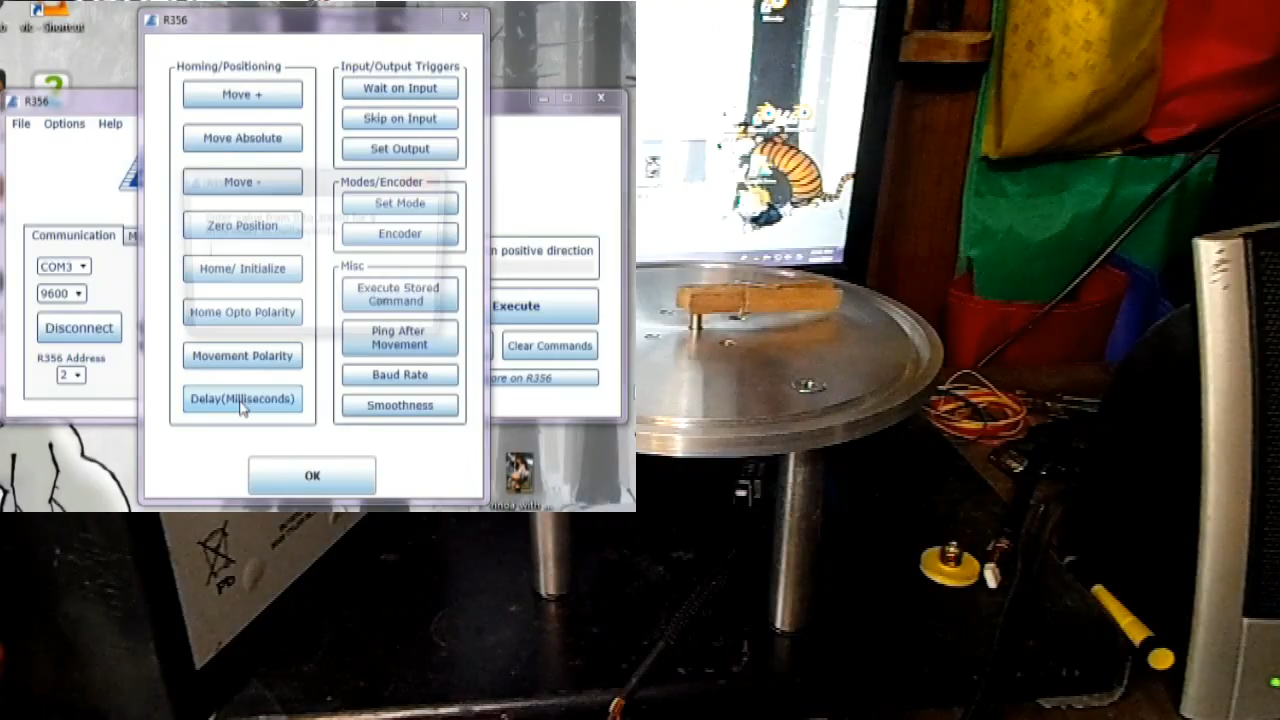 vlc - Shortcut
R356
R356
File Options Help
Communication
COM3
9600
Disconnect
R356 Address
2
Homing/Positioning
Move +
Move Absolute
Move -
Zero Position
Home/ Initialize
Home Opto Polarity
Movement Polarity
Delay(Milliseconds)
Input/Output Triggers
Wait on Input
Skip on Input
Set Output
Modes/Encoder
Set Mode
Encoder
Misc
Execute Stored
Command
Ping After
Movement
Baud Rate
Smoothness
OK
n positive direction
Execute
Clear Commands
ore on R356